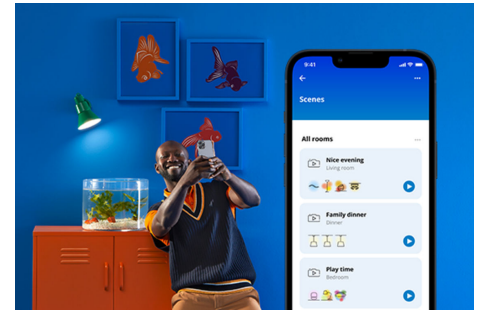 9:41
Scenes
All rooms
Nice evening
Living room
Family dinner
Dinner
Play time
Bedroom